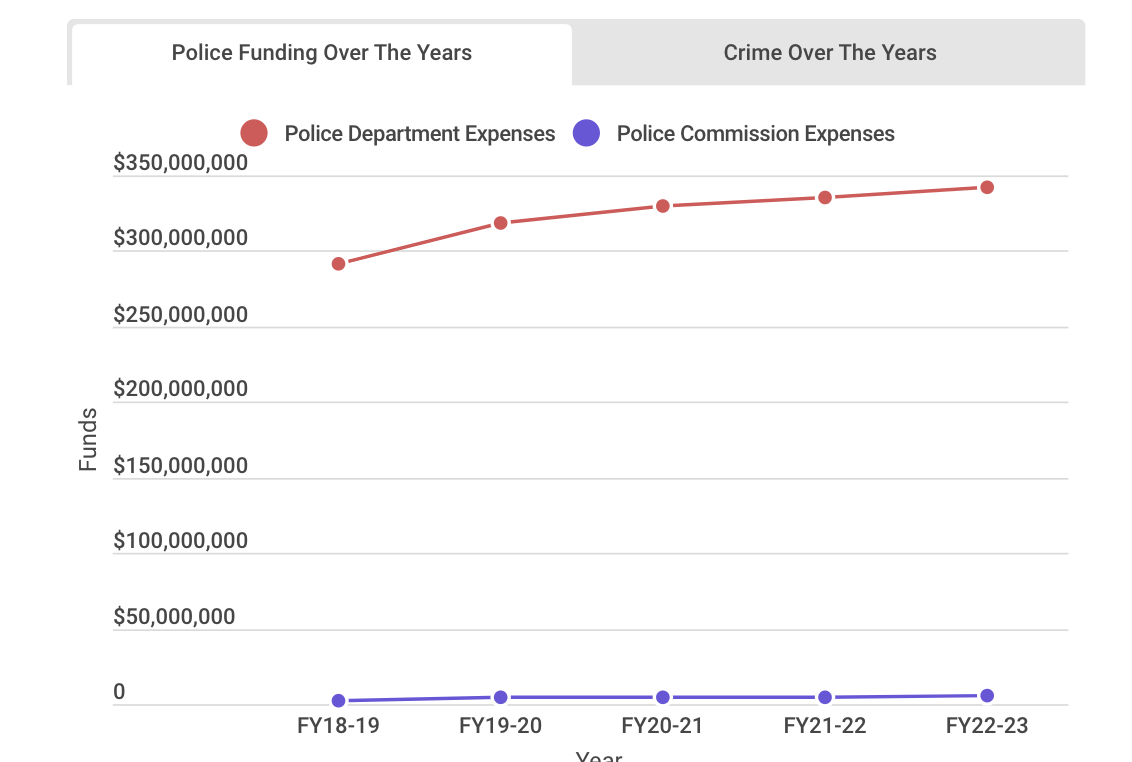 Police Funding Over The Years
Crime Over The Years
Police Department Expenses
Police Commission Expenses
$350,000,000
$300,000,000
$250,000,000
$200,000,000
$150,000,000
$100,000,000
$50,000,000
0
Funds
FY18-19
FY19-20
FY20-21
FY21-22
FY22-23
Year